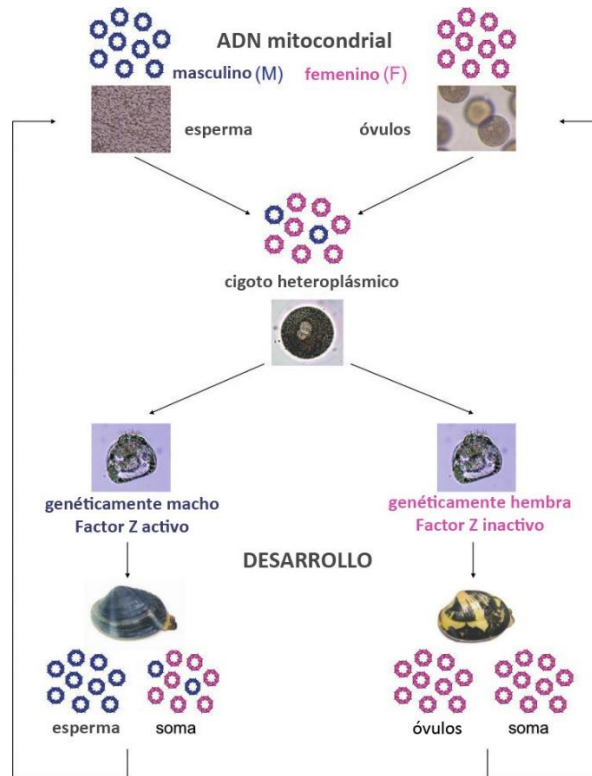 ADN mitocondrial
masculino (M) femenino (F)
esperma
óvulos
cigoto heteroplásmico
genéticamente macho
Factor Z activo
genéticamente hembra
Factor Z inactivo
DESARROLLO
esperma soma
óvulos soma